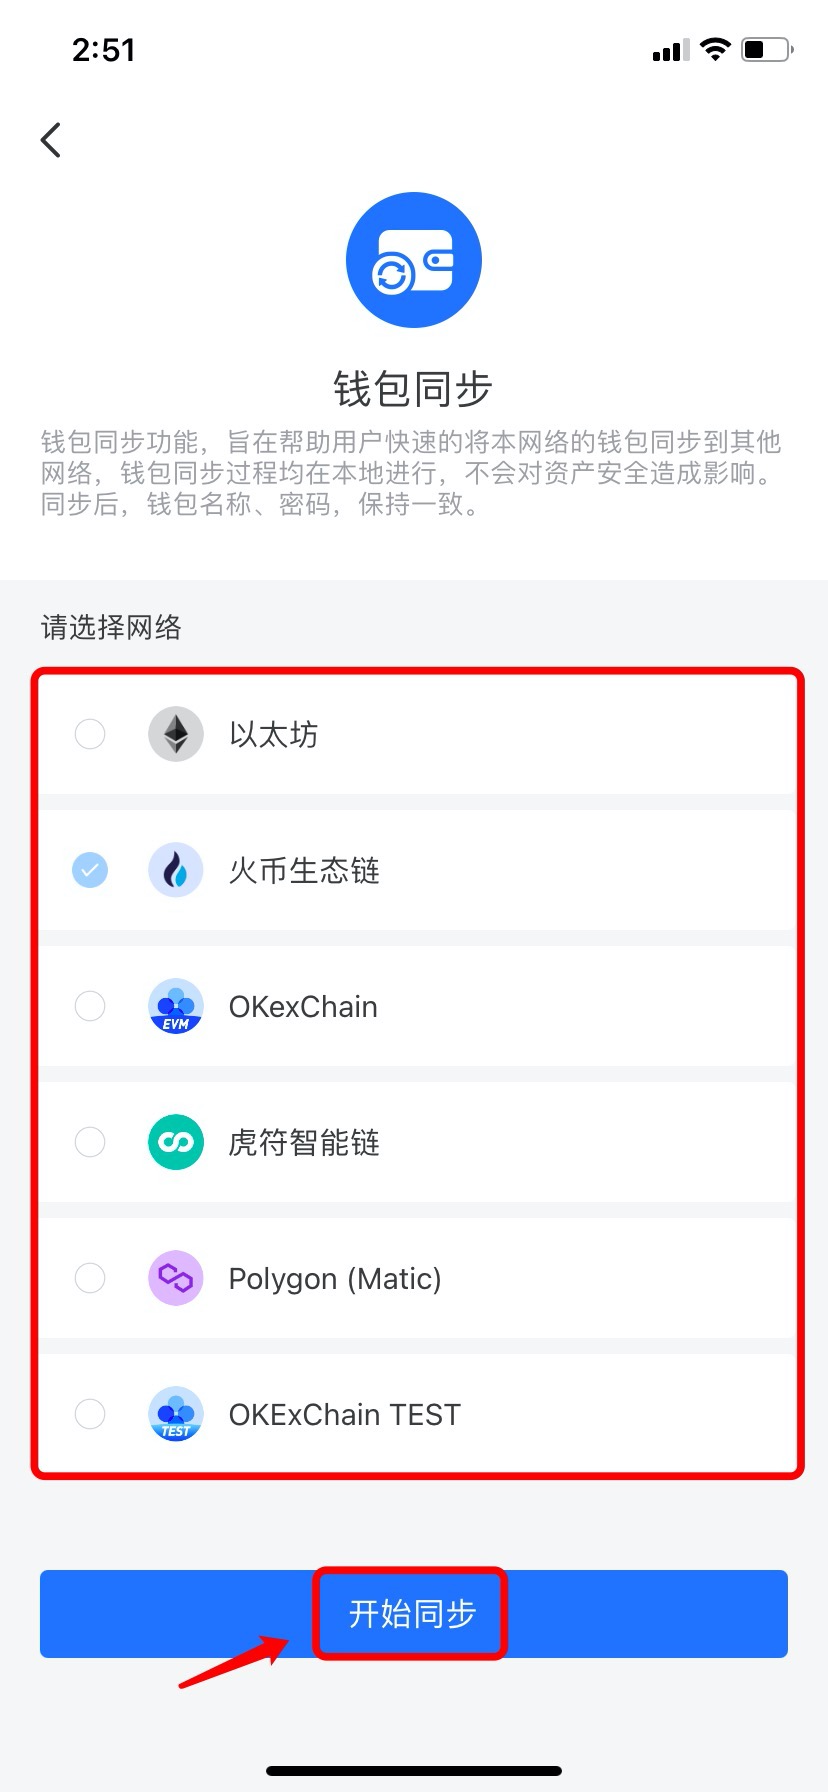 2:51
钱包同步
钱包同步功能，旨在帮助用户快速的将本网络的钱包同步到其他
网络，钱包同步过程均在本地进行，不会对资产安全造成影响。
同步后，钱包名称、密码，保持一致。
请选择网络
以太坊
火币生态链
EVM
OKexChain
虎符智能链
Polygon (Matic)
TEST
OKExChain TEST
开始同步